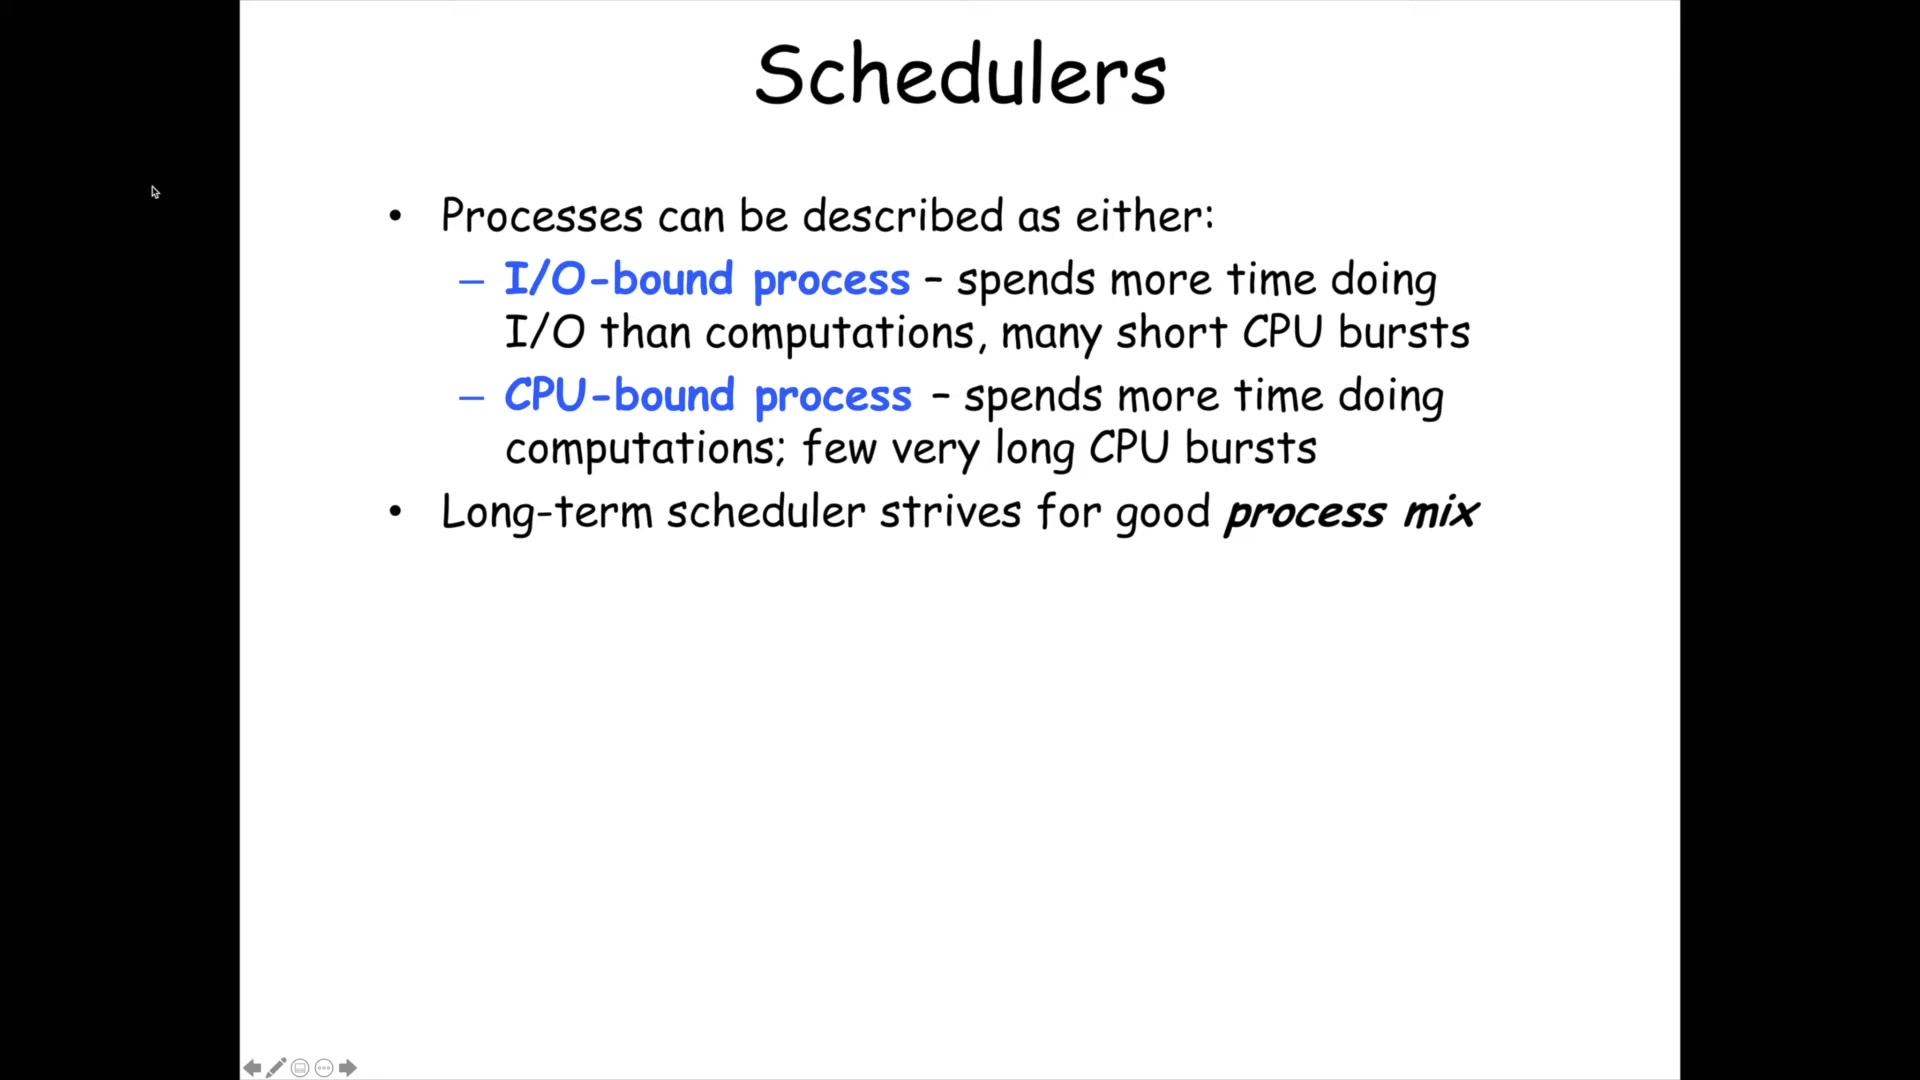 Schedulers
• Processes can be described as either:
– I/O-bound process – spends more time doing
I/O than computations, many short CPU bursts
– CPU-bound process – spends more time doing
computations; few very long CPU bursts
• Long-term scheduler strives for good process mix